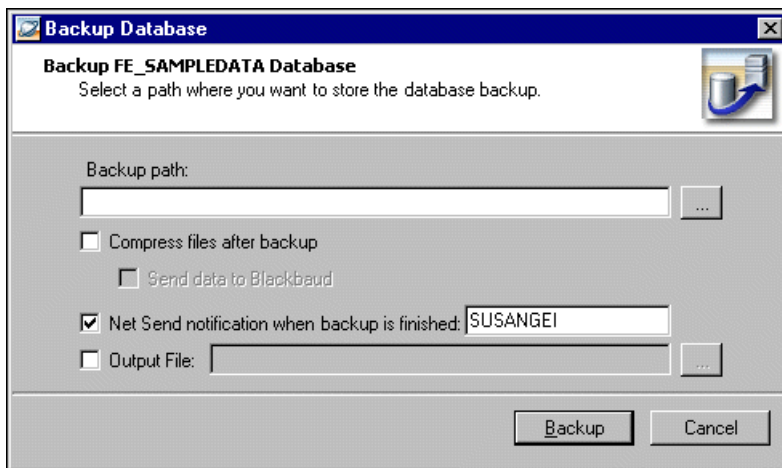 Backup Database
Backup FE_SAMPLEDATA Database
Select a path where you want to store the database backup.
Backup path:
...
Compress files after backup
Send data to Blackbaud
Net Send notification when backup is finished: SUSANGEI
Output File:
...
Backup Cancel